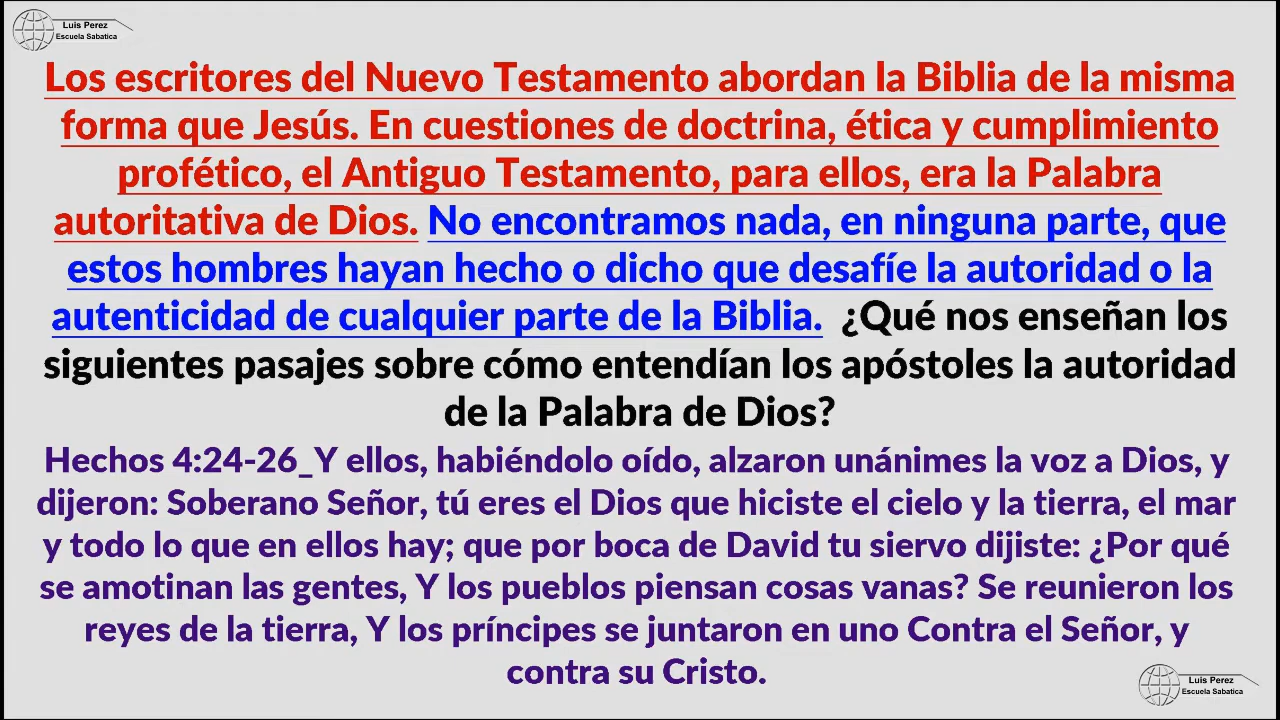 Luis Perez
Escuela Sabatica
Los escritores del Nuevo Testamento abordan la Biblia de la misma
forma que Jesús. En cuestiones de doctrina, ética y cumplimiento
profético, el Antiguo Testamento, para ellos, era la Palabra
autoritativa de Dios. No encontramos nada, en ninguna parte, que
estos hombres hayan hecho o dicho que desafíe la autoridad o la
autenticidad de cualquier parte de la Biblia. ¿Qué nos enseñan los
siguientes pasajes sobre cómo entendían los apóstoles la autoridad
de la Palabra de Dios?
Hechos 4:24-26_Y ellos, habiéndolo oído, alzaron unánimes la voz a Dios, y
dijeron: Soberano Señor, tú eres el Dios que hiciste el cielo y la tierra, el mar
y todo lo que en ellos hay; que por boca de David tu siervo dijiste: ¿Por qué
se amotinan las gentes, Y los pueblos piensan cosas vanas? Se reunieron los
reyes de la tierra, Y los príncipes se juntaron en uno Contra el Señor, y
contra su Cristo.
Luis Perez
Escuela Sabatica